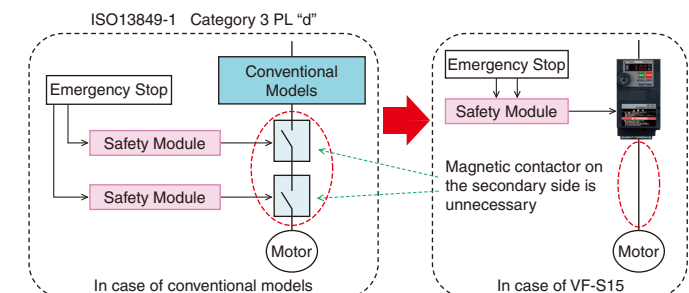 ISO13849-1 Category 3 PL “d”
Emergency Stop
Conventional
Models
Safety Module
Safety Module
Motor
In case of conventional models
Emergency Stop
Safety Module
Magnetic contactor on
the secondary side is
unnecessary
Motor
In case of VF-S15